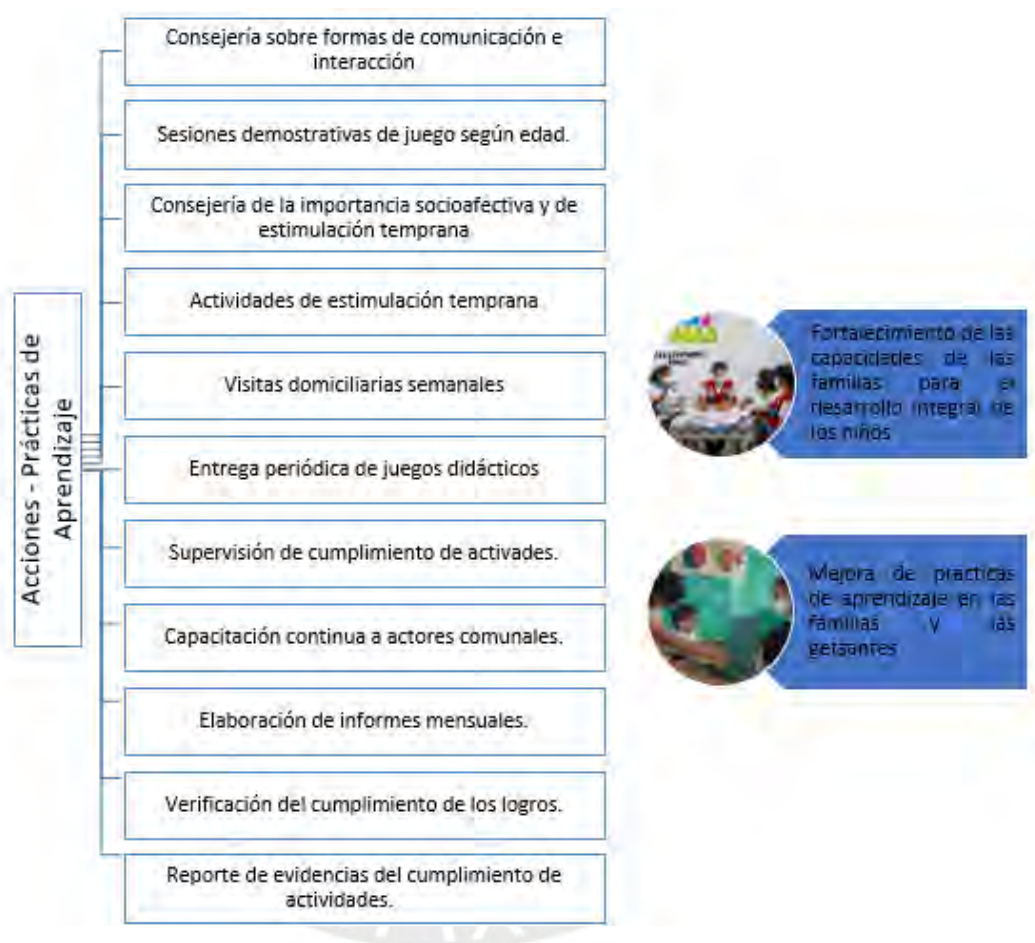 Acciones - Prácticas de
Aprendizaje
Consejería sobre formas de comunicación e
interacción
Sesiones demostrativas de juego según edad.
Consejería de la importancia socioafectiva y de
estimulación temprana
Actividades de estimulación temprana
Visitas domiciliarias semanales
Entrega periódica de juegos didácticos
Supervisión de cumplimiento de activades.
Capacitación continua a actores comunales.
Elaboración de informes mensuales.
Verificación del cumplimiento de los logros.
Reporte de evidencias del cumplimiento de
actividades.
Fortalecimiento de las
capacidades de las
familias para el
desarrollo integral de
los niños
Mejora de practicas
de aprendizaje en las
familias y las
getsantes